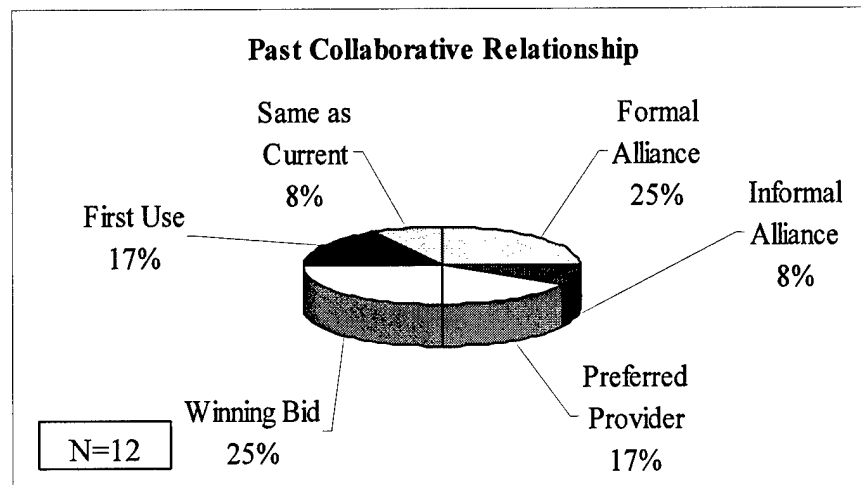 Past Collaborative Relationship
Same as
Current
8%
Formal
Alliance
25%
Informal
Alliance
8%
First Use
17%
Preferred
Provider
17%
Winning Bid
25%
N=12